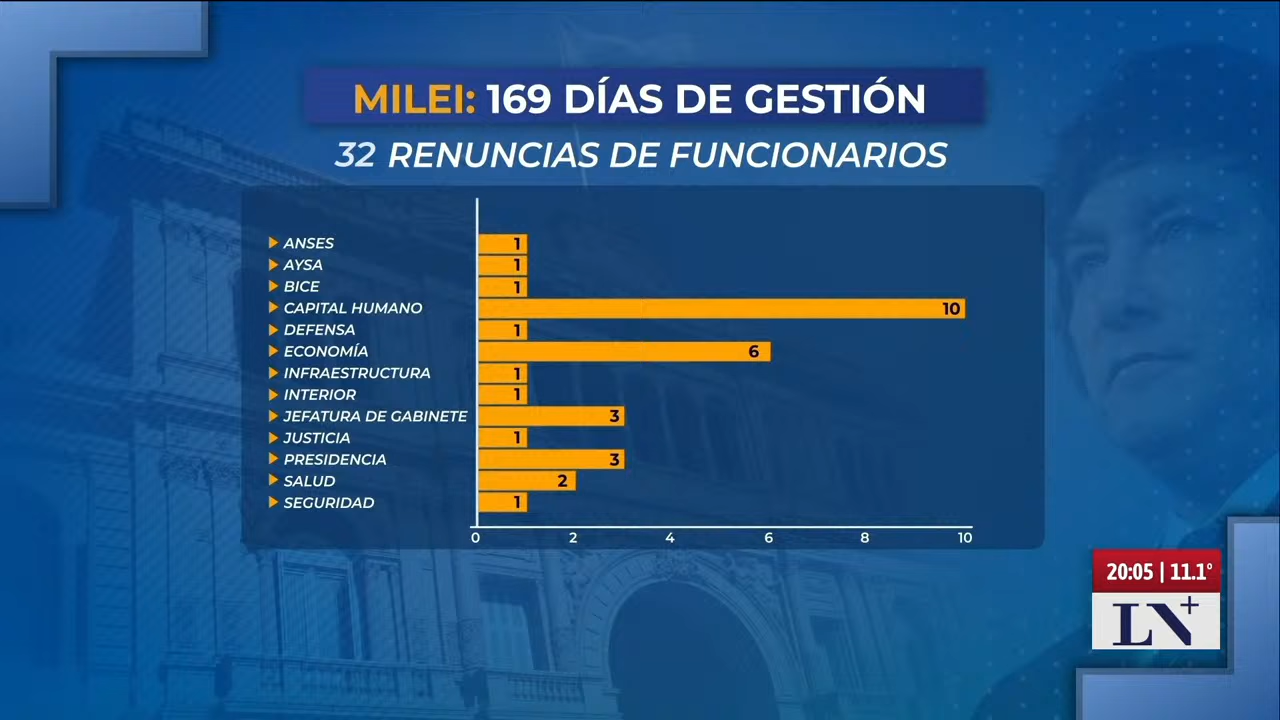 MILEI: 169 DÍAS DE GESTIÓN
32 RENUNCIAS DE FUNCIONARIOS
ANSES 1
AYSA 1
BICE 1
CAPITAL HUMANO 10
DEFENSA 1
ECONOMÍA 6
INFRAESTRUCTURA 1
INTERIOR 1
JEFATURA DE GABINETE 3
JUSTICIA 1
PRESIDENCIA 3
SALUD 2
SEGURIDAD 1
0 2 4 6 8 10
20:05 | 11.1°
LN+